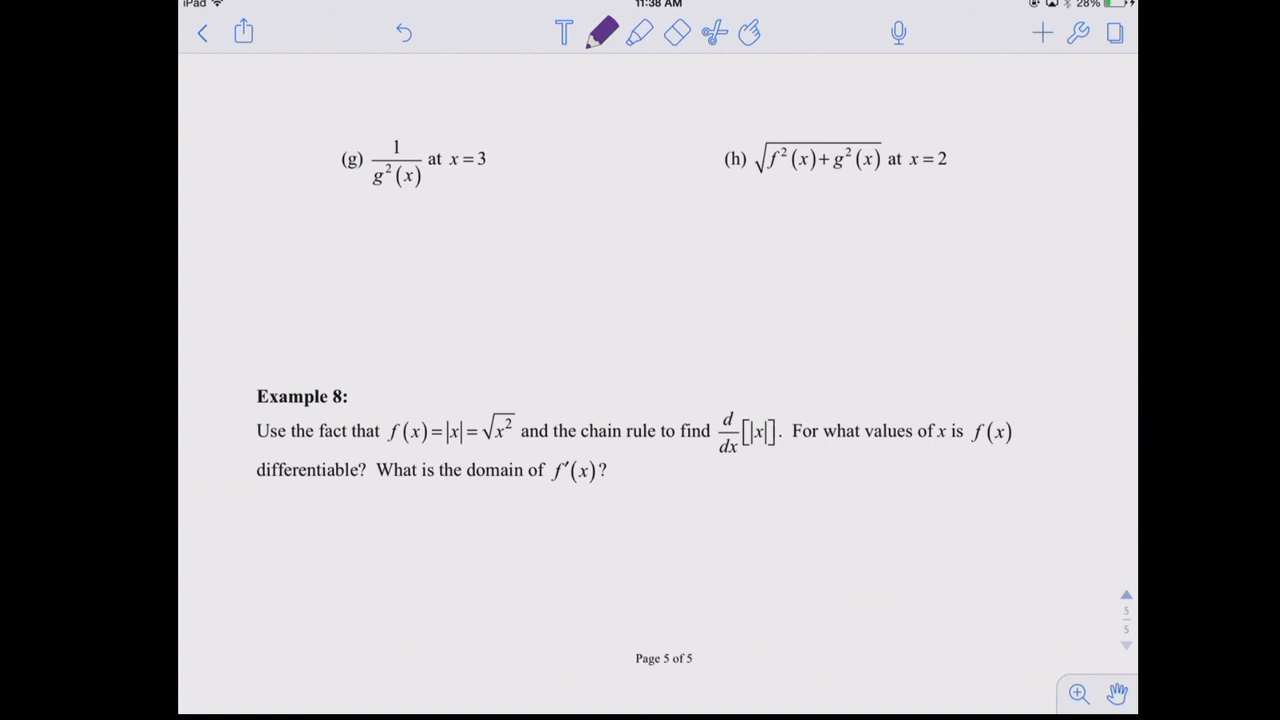 iPad 11:38 AM 28%
T
(g) 1/g²(x) at x = 3 (h) √(f²(x)+g²(x)) at x = 2
Example 8:
Use the fact that f(x)=|x|=√x² and the chain rule to find d/dx[|x|]. For what values of x is f(x)
differentiable? What is the domain of f′(x)?
5
5
Page 5 of 5